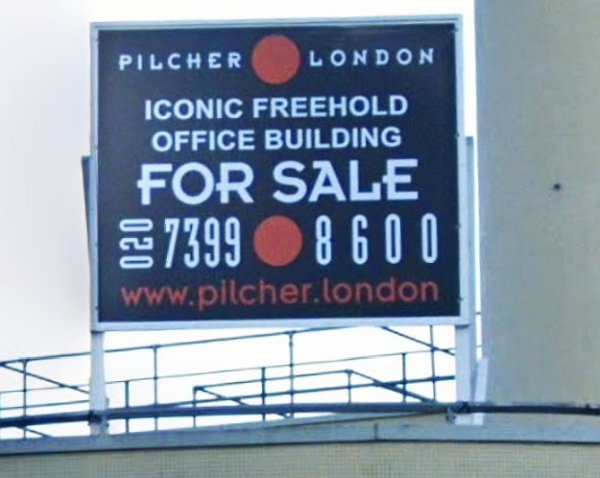 PILCHER LONDON
ICONIC FREEHOLD
OFFICE BUILDING
FOR SALE
020 7399 8600
www.pilcher.london